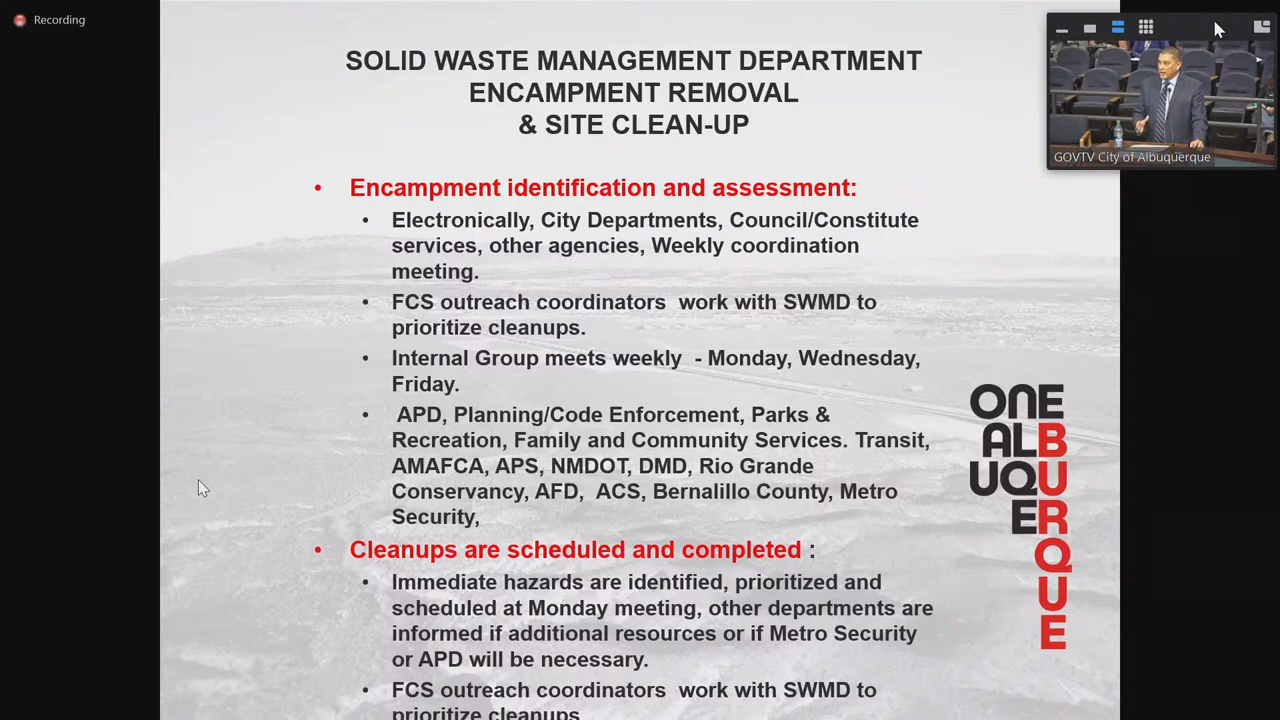 Recording
SOLID WASTE MANAGEMENT DEPARTMENT
ENCAMPMENT REMOVAL
& SITE CLEAN-UP
GOVTV City of Albuquerque
• Encampment identification and assessment:
• Electronically, City Departments, Council/Constitute
services, other agencies, Weekly coordination
meeting.
• FCS outreach coordinators work with SWMD to
prioritize cleanups.
• Internal Group meets weekly - Monday, Wednesday,
Friday.
• APD, Planning/Code Enforcement, Parks &
Recreation, Family and Community Services. Transit,
AMAFCA, APS, NMDOT, DMD, Rio Grande
Conservancy, AFD, ACS, Bernalillo County, Metro
Security,
• Cleanups are scheduled and completed :
• Immediate hazards are identified, prioritized and
scheduled at Monday meeting, other departments are
informed if additional resources or if Metro Security
or APD will be necessary.
• FCS outreach coordinators work with SWMD to
prioritize cleanups
ONE
ALB
UQU
ER
Q
U
E